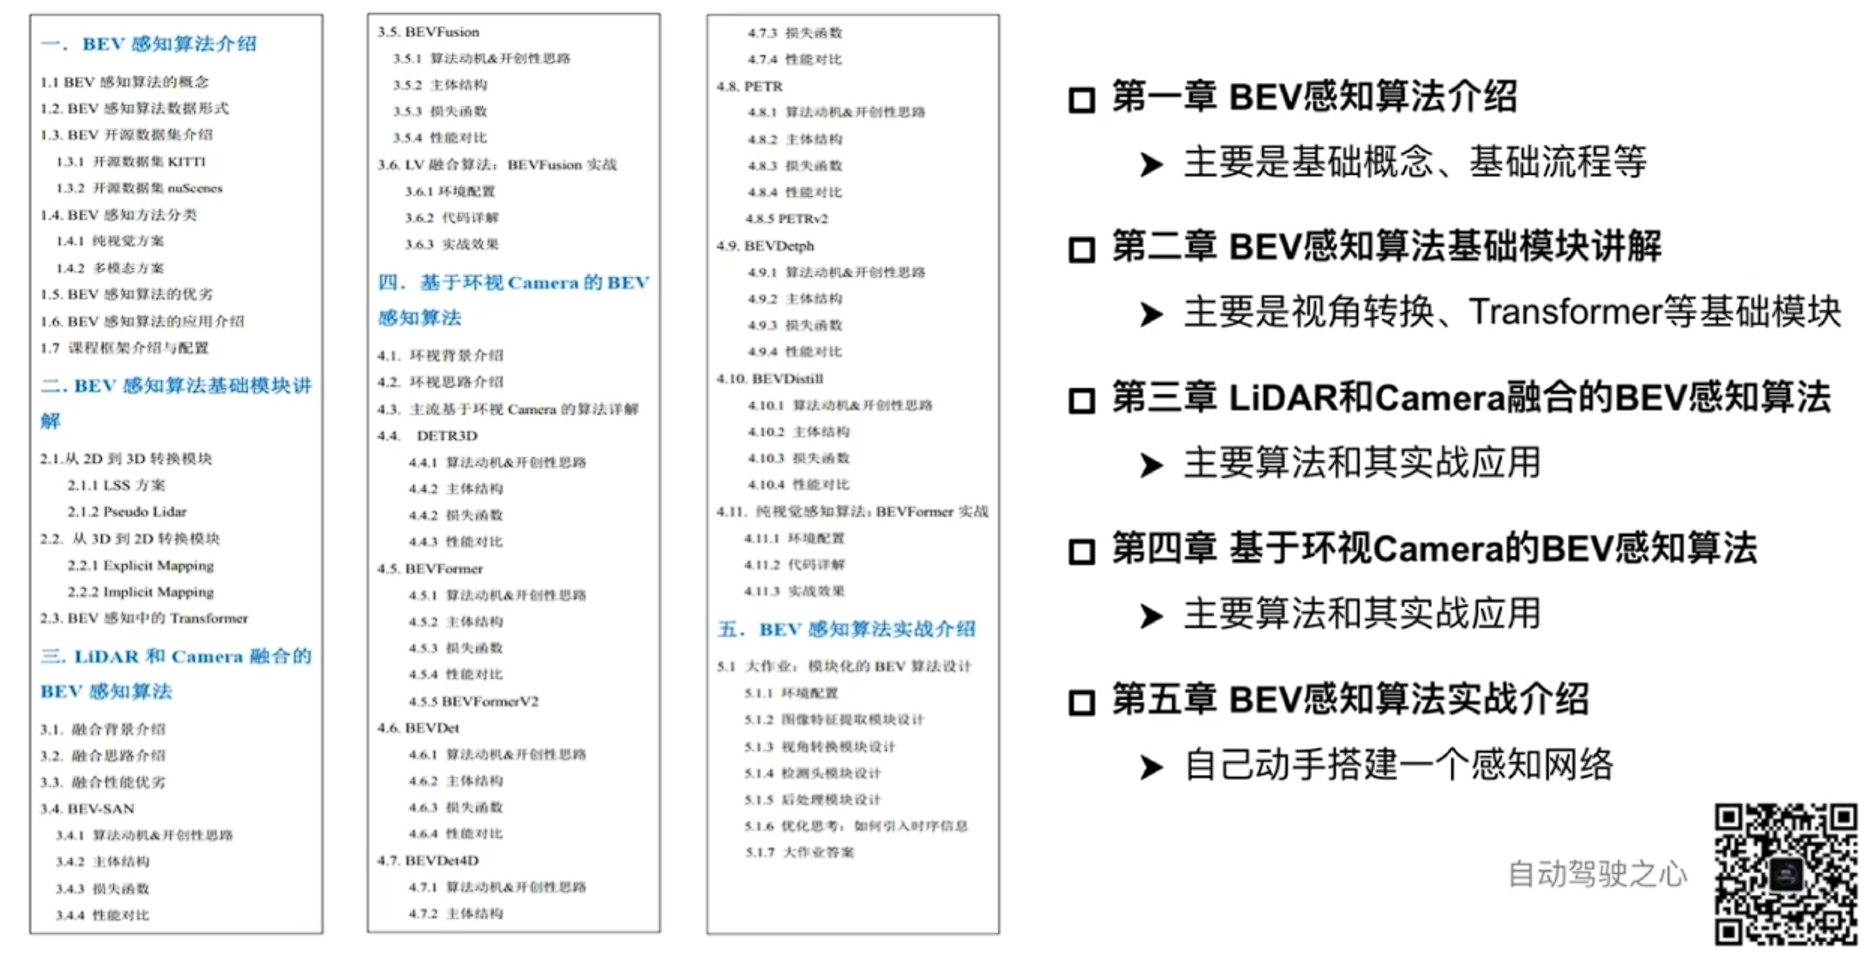 一. BEV 感知算法介绍
1.1 BEV 感知算法的概念
1.2. BEV 感知算法数据形式
1.3. BEV 开源数据集介绍
1.3.1 开源数据集 KITTI
1.3.2 开源数据集 nuScenes
1.4. BEV 感知方法分类
1.4.1 纯视觉方案
1.4.2 多模态方案
1.5. BEV 感知算法的优劣
1.6. BEV 感知算法的应用介绍
1.7 课程框架介绍与配置
二. BEV 感知算法基础模块讲
解
2.1.从 2D 到 3D 转换模块
2.1.1 LSS 方案
2.1.2 Pseudo Lidar
2.2. 从 3D 到 2D 转换模块
2.2.1 Explicit Mapping
2.2.2 Implicit Mapping
2.3. BEV 感知中的 Transformer
三. LiDAR 和 Camera 融合的
BEV 感知算法
3.1. 融合背景介绍
3.2. 融合思路介绍
3.3. 融合性能优劣
3.4. BEV-SAN
3.4.1 算法动机&开创性思路
3.4.2 主体结构
3.4.3 损失函数
3.4.4 性能对比
3.5. BEVFusion
3.5.1 算法动机&开创性思路
3.5.2 主体结构
3.5.3 损失函数
3.5.4 性能对比
3.6. LV 融合算法：BEVFusion 实战
3.6.1 环境配置
3.6.2 代码详解
3.6.3 实战效果
四. 基于环视 Camera 的 BEV
感知算法
4.1. 环视背景介绍
4.2. 环视思路介绍
4.3. 主流基于环视 Camera 的算法详解
4.4. DETR3D
4.4.1 算法动机&开创性思路
4.4.2 主体结构
4.4.2 损失函数
4.4.3 性能对比
4.5. BEVFormer
4.5.1 算法动机&开创性思路
4.5.2 主体结构
4.5.3 损失函数
4.5.4 性能对比
4.5.5 BEVFormerV2
4.6. BEVDet
4.6.1 算法动机&开创性思路
4.6.2 主体结构
4.6.3 损失函数
4.6.4 性能对比
4.7. BEVDet4D
4.7.1 算法动机&开创性思路
4.7.2 主体结构
4.7.3 损失函数
4.7.4 性能对比
4.8. PETR
4.8.1 算法动机&开创性思路
4.8.2 主体结构
4.8.3 损失函数
4.8.4 性能对比
4.8.5 PETRv2
4.9. BEVDetph
4.9.1 算法动机&开创性思路
4.9.2 主体结构
4.9.3 损失函数
4.9.4 性能对比
4.10. BEVDistill
4.10.1 算法动机&开创性思路
4.10.2 主体结构
4.10.3 损失函数
4.10.4 性能对比
4.11. 纯视觉感知算法：BEVFormer 实战
4.11.1 环境配置
4.11.2 代码详解
4.11.3 实战效果
五. BEV 感知算法实战介绍
5.1 大作业：模块化的 BEV 算法设计
5.1.1 环境配置
5.1.2 图像特征提取模块设计
5.1.3 视角转换模块设计
5.1.4 检测头模块设计
5.1.5 后处理模块设计
5.1.6 优化思考：如何引入时序信息
5.1.7 大作业答案
第一章 BEV感知算法介绍
主要是基础概念、基础流程等
第二章 BEV感知算法基础模块讲解
主要是视角转换、Transformer等基础模块
第三章 LiDAR和Camera融合的BEV感知算法
主要算法和其实战应用
第四章 基于环视Camera的BEV感知算法
主要算法和其实战应用
第五章 BEV感知算法实战介绍
自己动手搭建一个感知网络
自动驾驶之心